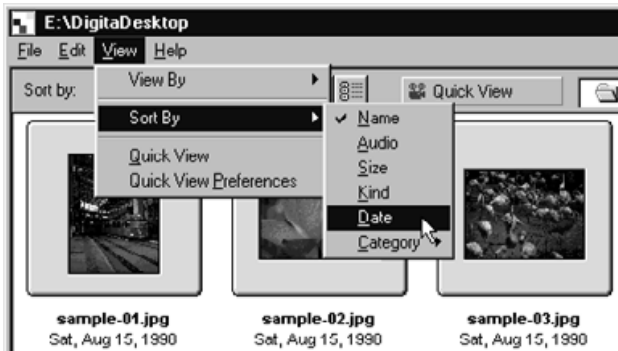 E:\DigitaDesktop
File Edit View Help
Sort by:
View By
Quick View
Sort By
Name
Audio
Size
Kind
Date
Category
Quick View
Quick View Preferences
sample-01.jpg sample-02.jpg sample-03.jpg
Sat, Aug 15, 1990 Sat, Aug 15, 1990 Sat, Aug 15, 1990